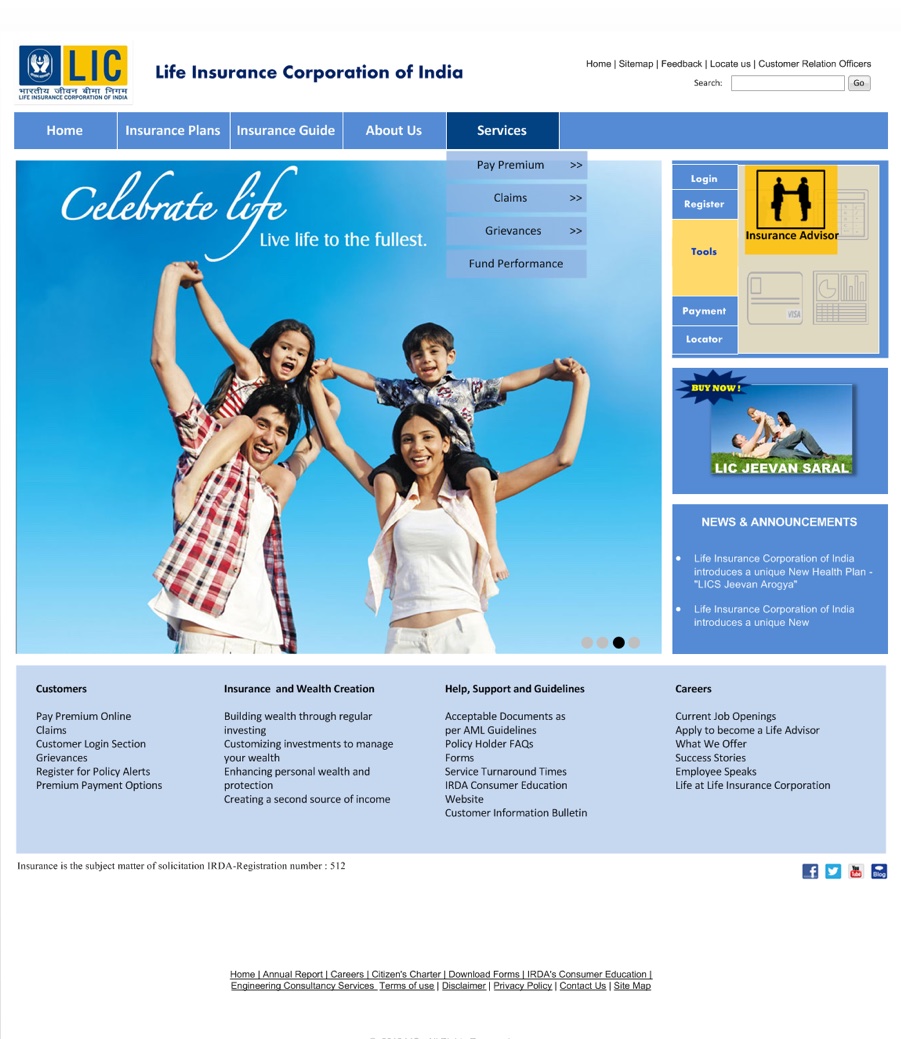 LIC
भारतीय जीवन बीमा निगम
LIFE INSURANCE CORPORATION OF INDIA
Life Insurance Corporation of India
Home | Sitemap | Feedback | Locate us | Customer Relation Officers
Search: Go
Home Insurance Plans Insurance Guide About Us Services
Pay Premium >>
Claims >>
Grievances >>
Fund Performance
Celebrate life
Live life to the fullest.
Login
Register
Tools
Payment
Locator
Insurance Advisor
VISA
BUY NOW !
LIC JEEVAN SARAL
NEWS & ANNOUNCEMENTS
Life Insurance Corporation of India
introduces a unique New Health Plan -
"LICS Jeevan Arogya"
Life Insurance Corporation of India
introduces a unique New
Customers
Pay Premium Online
Claims
Customer Login Section
Grievances
Register for Policy Alerts
Premium Payment Options
Insurance and Wealth Creation
Building wealth through regular
investing
Customizing investments to manage
your wealth
Enhancing personal wealth and
protection
Creating a second source of income
Help, Support and Guidelines
Acceptable Documents as
per AML Guidelines
Policy Holder FAQs
Forms
Service Turnaround Times
IRDA Consumer Education
Website
Customer Information Bulletin
Careers
Current Job Openings
Apply to become a Life Advisor
What We Offer
Success Stories
Employee Speaks
Life at Life Insurance Corporation
Insurance is the subject matter of solicitation IRDA-Registration number : 512
You
Tube
Blog
Home | Annual Report | Careers | Citizen's Charter | Download Forms | IRDA's Consumer Education |
Engineering Consultancy Services Terms of use | Disclaimer | Privacy Policy | Contact Us | Site Map